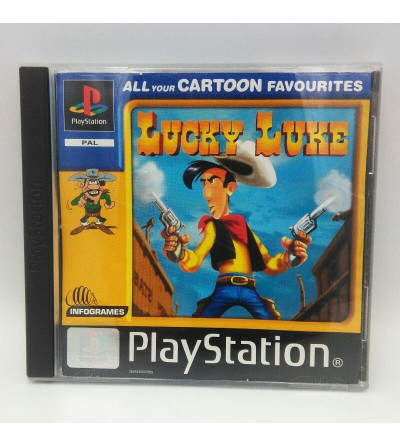 ALL YOUR CARTOON FAVOURITES
PlayStation
PAL
LUCKY LUKE
INFOGRAMES
PlayStation®
PlayStation